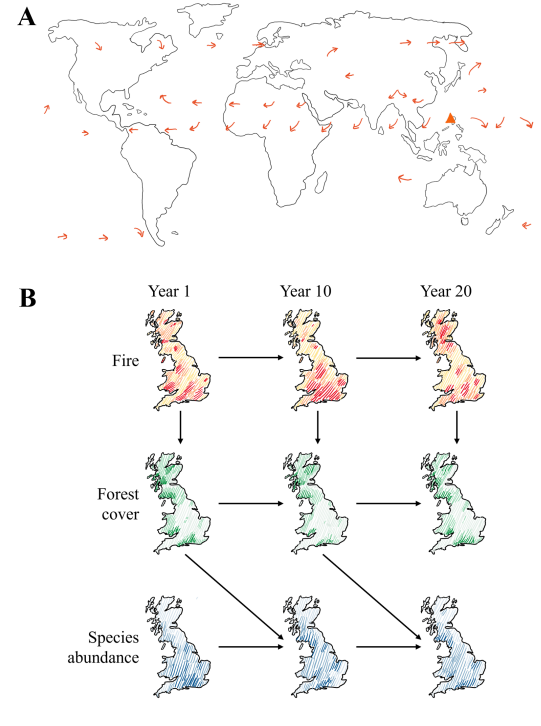 A
B
Year 1
Year 10
Year 20
Fire
Forest
cover
Species
abundance